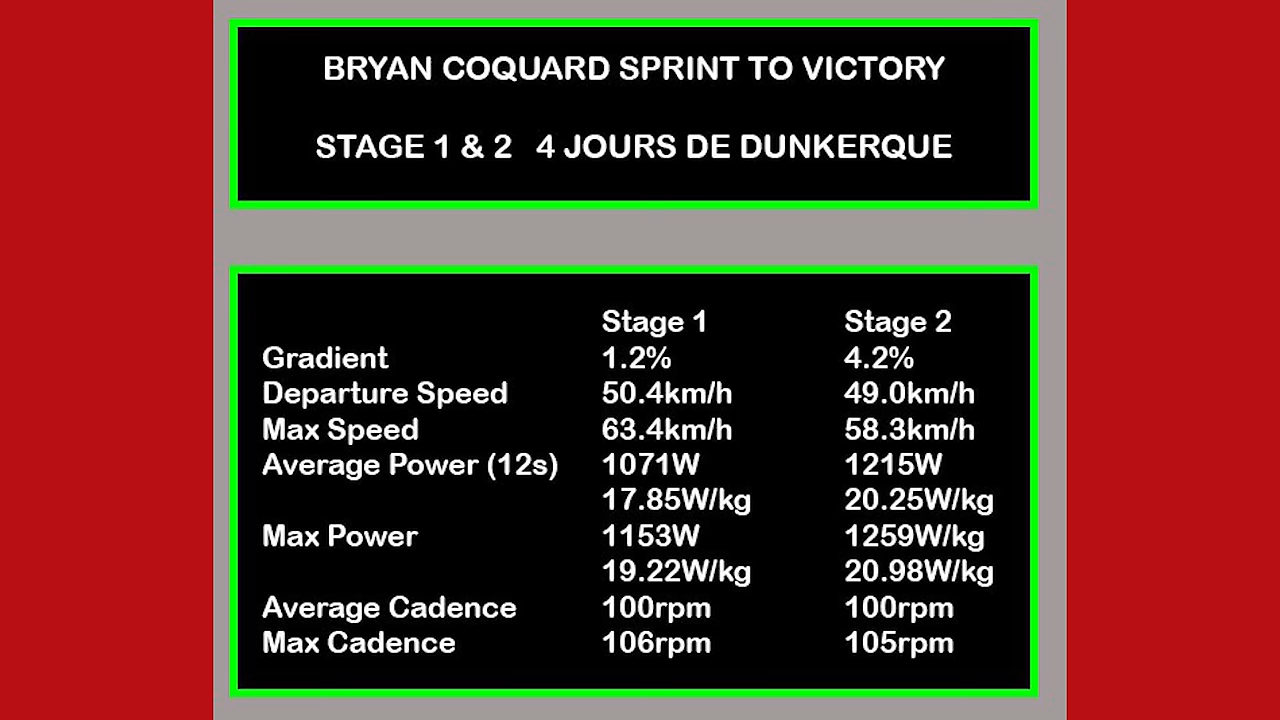 BRYAN COQUARD SPRINT TO VICTORY
STAGE 1 & 2 4 JOURS DE DUNKERQUE
Stage 1 Stage 2
Gradient 1.2% 4.2%
Departure Speed 50.4km/h 49.0km/h
Max Speed 63.4km/h 58.3km/h
Average Power (12s) 1071W 1215W
17.85W/kg 20.25W/kg
Max Power 1153W 1259W/kg
19.22W/kg 20.98W/kg
Average Cadence 100rpm 100rpm
Max Cadence 106rpm 105rpm